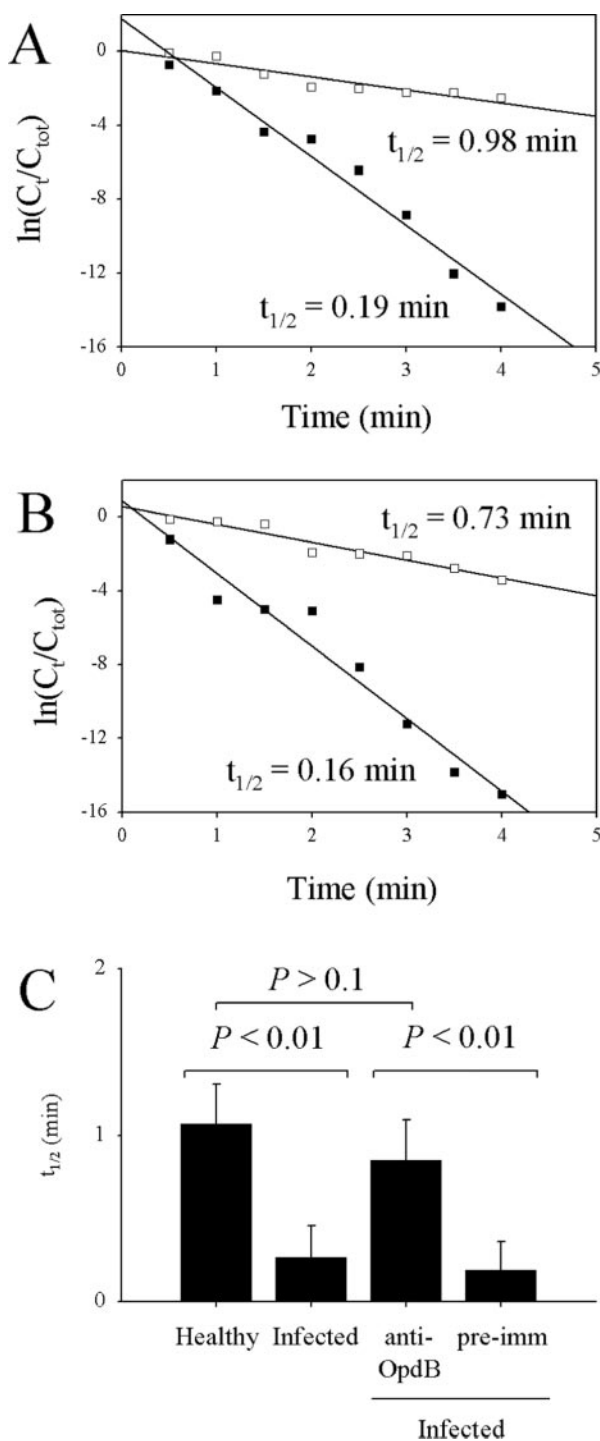 A
0
-4
-8
-12
-16
ln(Cₜ/Cₜₒₜ)
t₁/₂ = 0.98 min
t₁/₂ = 0.19 min
0 1 2 3 4 5
Time (min)
B
0
-4
-8
-12
-16
ln(Cₜ/Cₜₒₜ)
t₁/₂ = 0.73 min
t₁/₂ = 0.16 min
0 1 2 3 4 5
Time (min)
C
2
1
0
t₁/₂ (min)
P > 0.1
P < 0.01 P < 0.01
Healthy Infected anti- pre-imm
OpdB
Infected